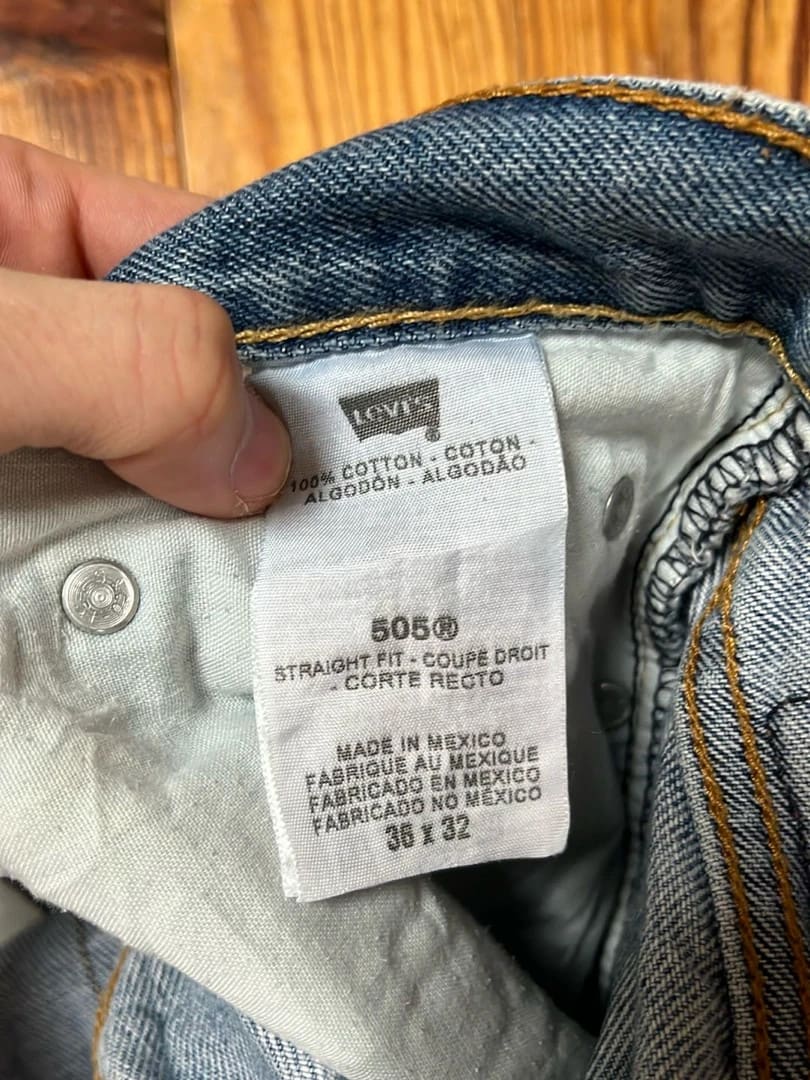 LEVI'S®
100% COTTON - COTON -
ALGODÓN - ALGODÃO
505®
STRAIGHT FIT - COUPE DROIT
- CORTE RECTO
MADE IN MEXICO
FABRIQUE AU MEXIQUE
FABRICADO EN MEXICO
FABRICADO NO MÉXICO
36 x 32